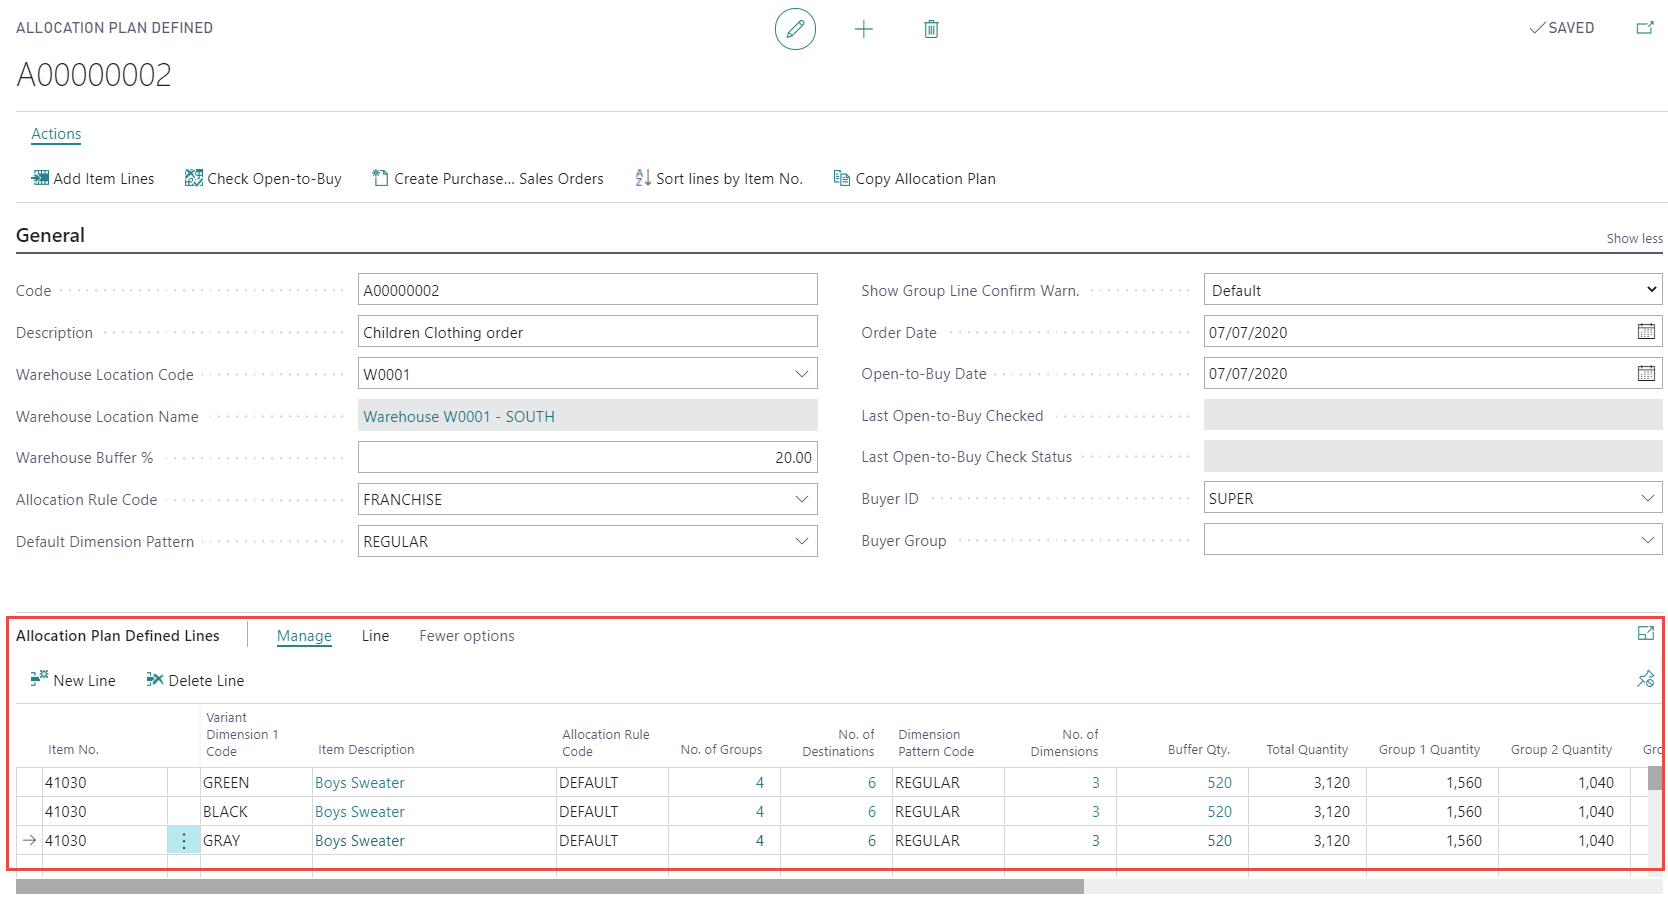 ALLOCATION PLAN DEFINED
SAVED
A00000002
Actions
Add Item Lines Check Open-to-Buy Create Purchase... Sales Orders Sort lines by Item No. Copy Allocation Plan
General
Show less
Code A00000002 Show Group Line Confirm Warn. Default
Description Children Clothing order Order Date 07/07/2020
Warehouse Location Code W0001 Open-to-Buy Date 07/07/2020
Warehouse Location Name Warehouse W0001 - SOUTH Last Open-to-Buy Checked
Warehouse Buffer % 20.00 Last Open-to-Buy Check Status
Allocation Rule Code FRANCHISE Buyer ID SUPER
Default Dimension Pattern REGULAR Buyer Group
Allocation Plan Defined Lines Manage Line Fewer options
New Line Delete Line
Item No. Variant Dimension 1 Code Item Description Allocation Rule Code No. of Groups No. of Destinations Dimension Pattern Code No. of Dimensions Buffer Qty. Total Quantity Group 1 Quantity Group 2 Quantity Gro
41030 GREEN Boys Sweater DEFAULT 4 6 REGULAR 3 520 3,120 1,560 1,040
41030 BLACK Boys Sweater DEFAULT 4 6 REGULAR 3 520 3,120 1,560 1,040
41030 GRAY Boys Sweater DEFAULT 4 6 REGULAR 3 520 3,120 1,560 1,040